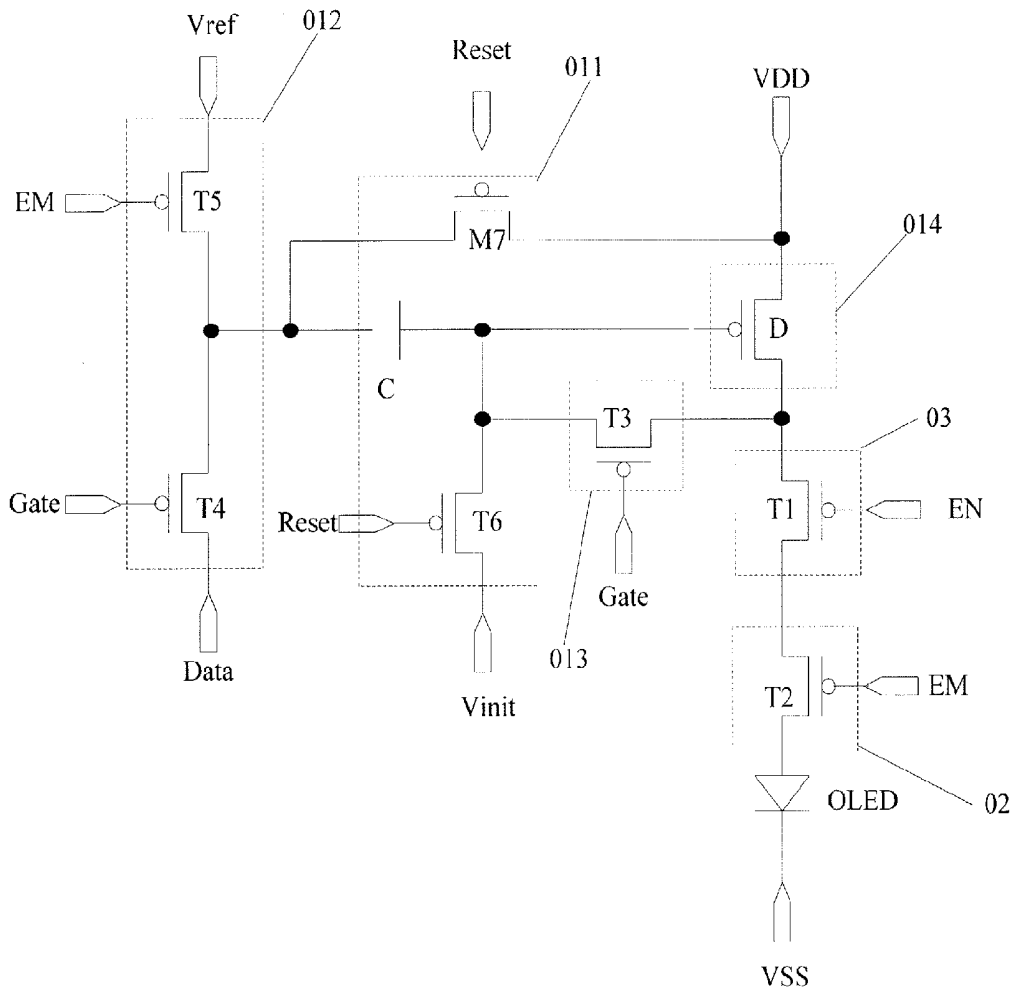 Vref
012
Reset
011
VDD
EM
T5
M7
014
D
C
T3
03
Gate
T4
Reset
T6
T1
EN
Gate
013
Data
Vinit
T2
EM
OLED
02
VSS